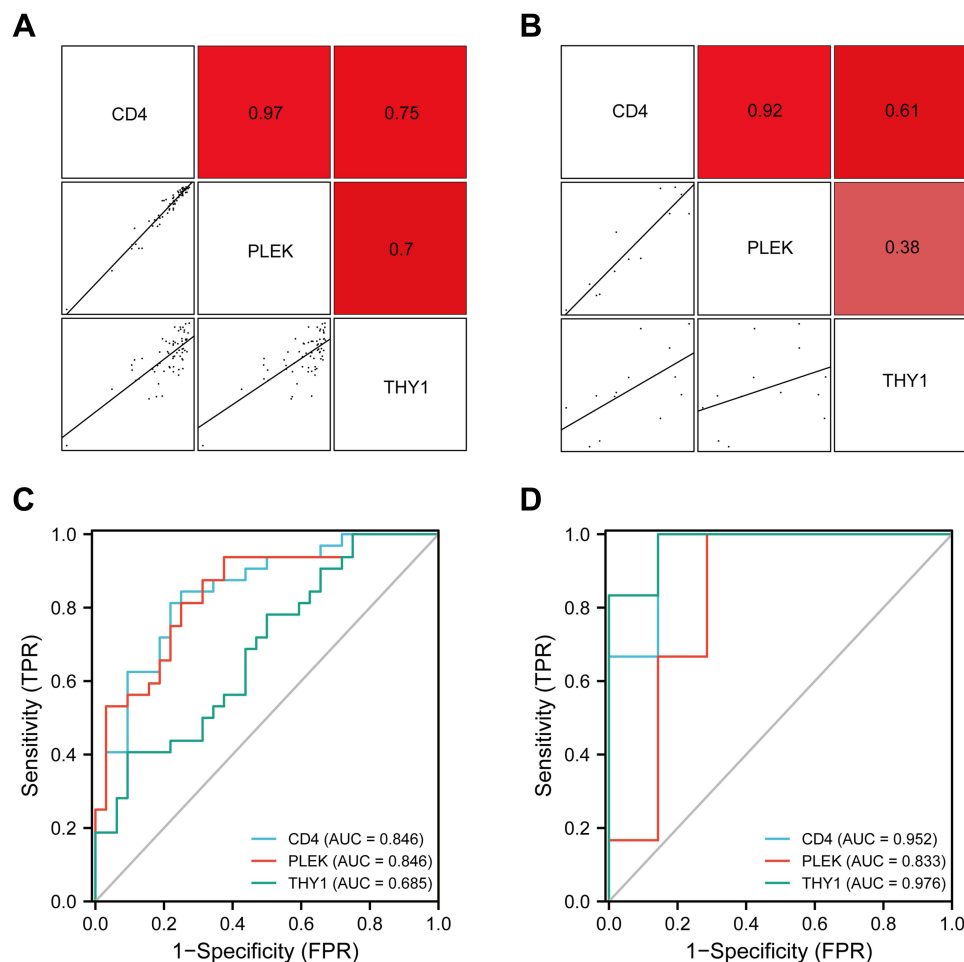 A
CD4
0.97
0.75
PLEK
0.7
THY1
B
CD4
0.92
0.61
PLEK
0.38
THY1
C
Sensitivity (TPR)
1.0
0.8
0.6
0.4
0.2
0.0
CD4 (AUC = 0.846)
PLEK (AUC = 0.846)
THY1 (AUC = 0.685)
0.0 0.2 0.4 0.6 0.8 1.0
1−Specificity (FPR)
D
Sensitivity (TPR)
1.0
0.8
0.6
0.4
0.2
0.0
CD4 (AUC = 0.952)
PLEK (AUC = 0.833)
THY1 (AUC = 0.976)
0.0 0.2 0.4 0.6 0.8 1.0
1−Specificity (FPR)